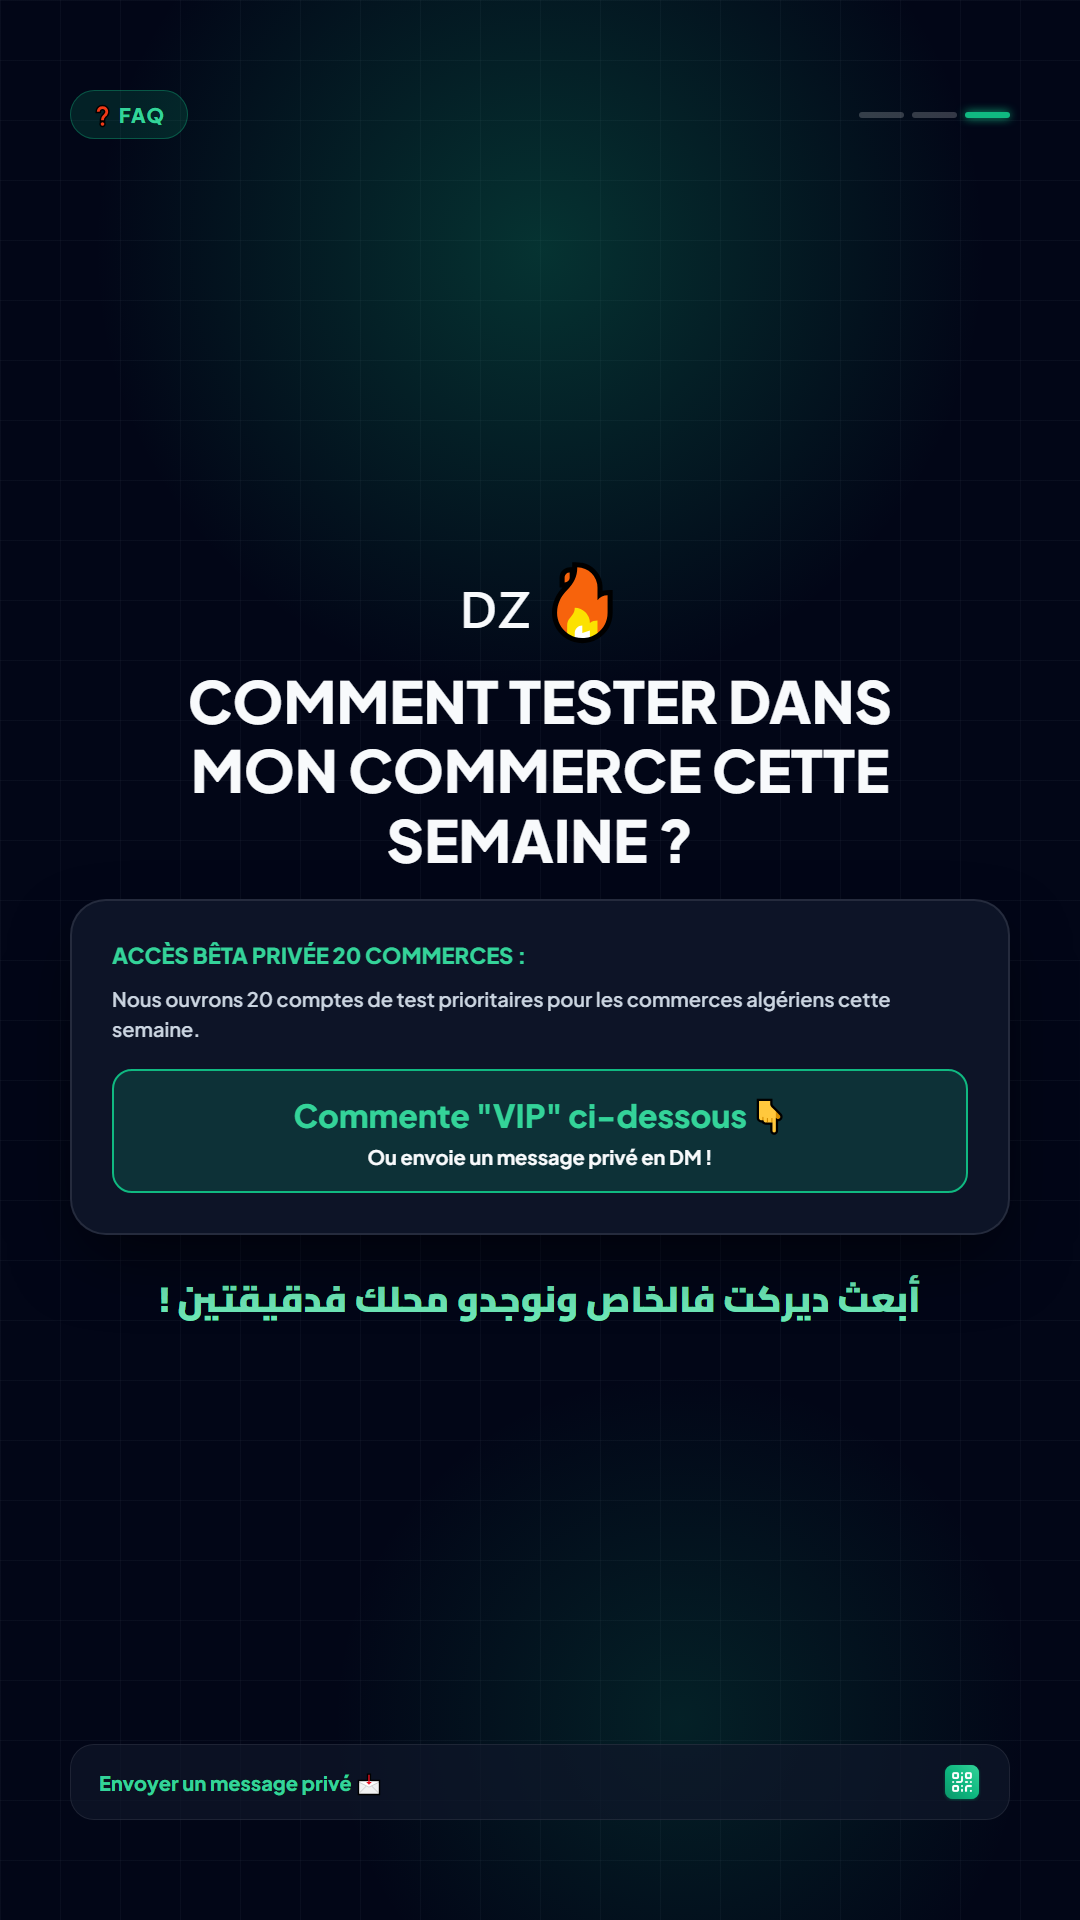 ❓ FAQ
DZ 🔥
COMMENT TESTER DANS
MON COMMERCE CETTE
SEMAINE ?
ACCÈS BÊTA PRIVÉE 20 COMMERCES :
Nous ouvrons 20 comptes de test prioritaires pour les commerces algériens cette
semaine.
Commente "VIP" ci-dessous 👇
Ou envoie un message privé en DM !
أبعث ديركت فالخاص ونوجدو محلك فدقيقتين !
Envoyer un message privé 📩